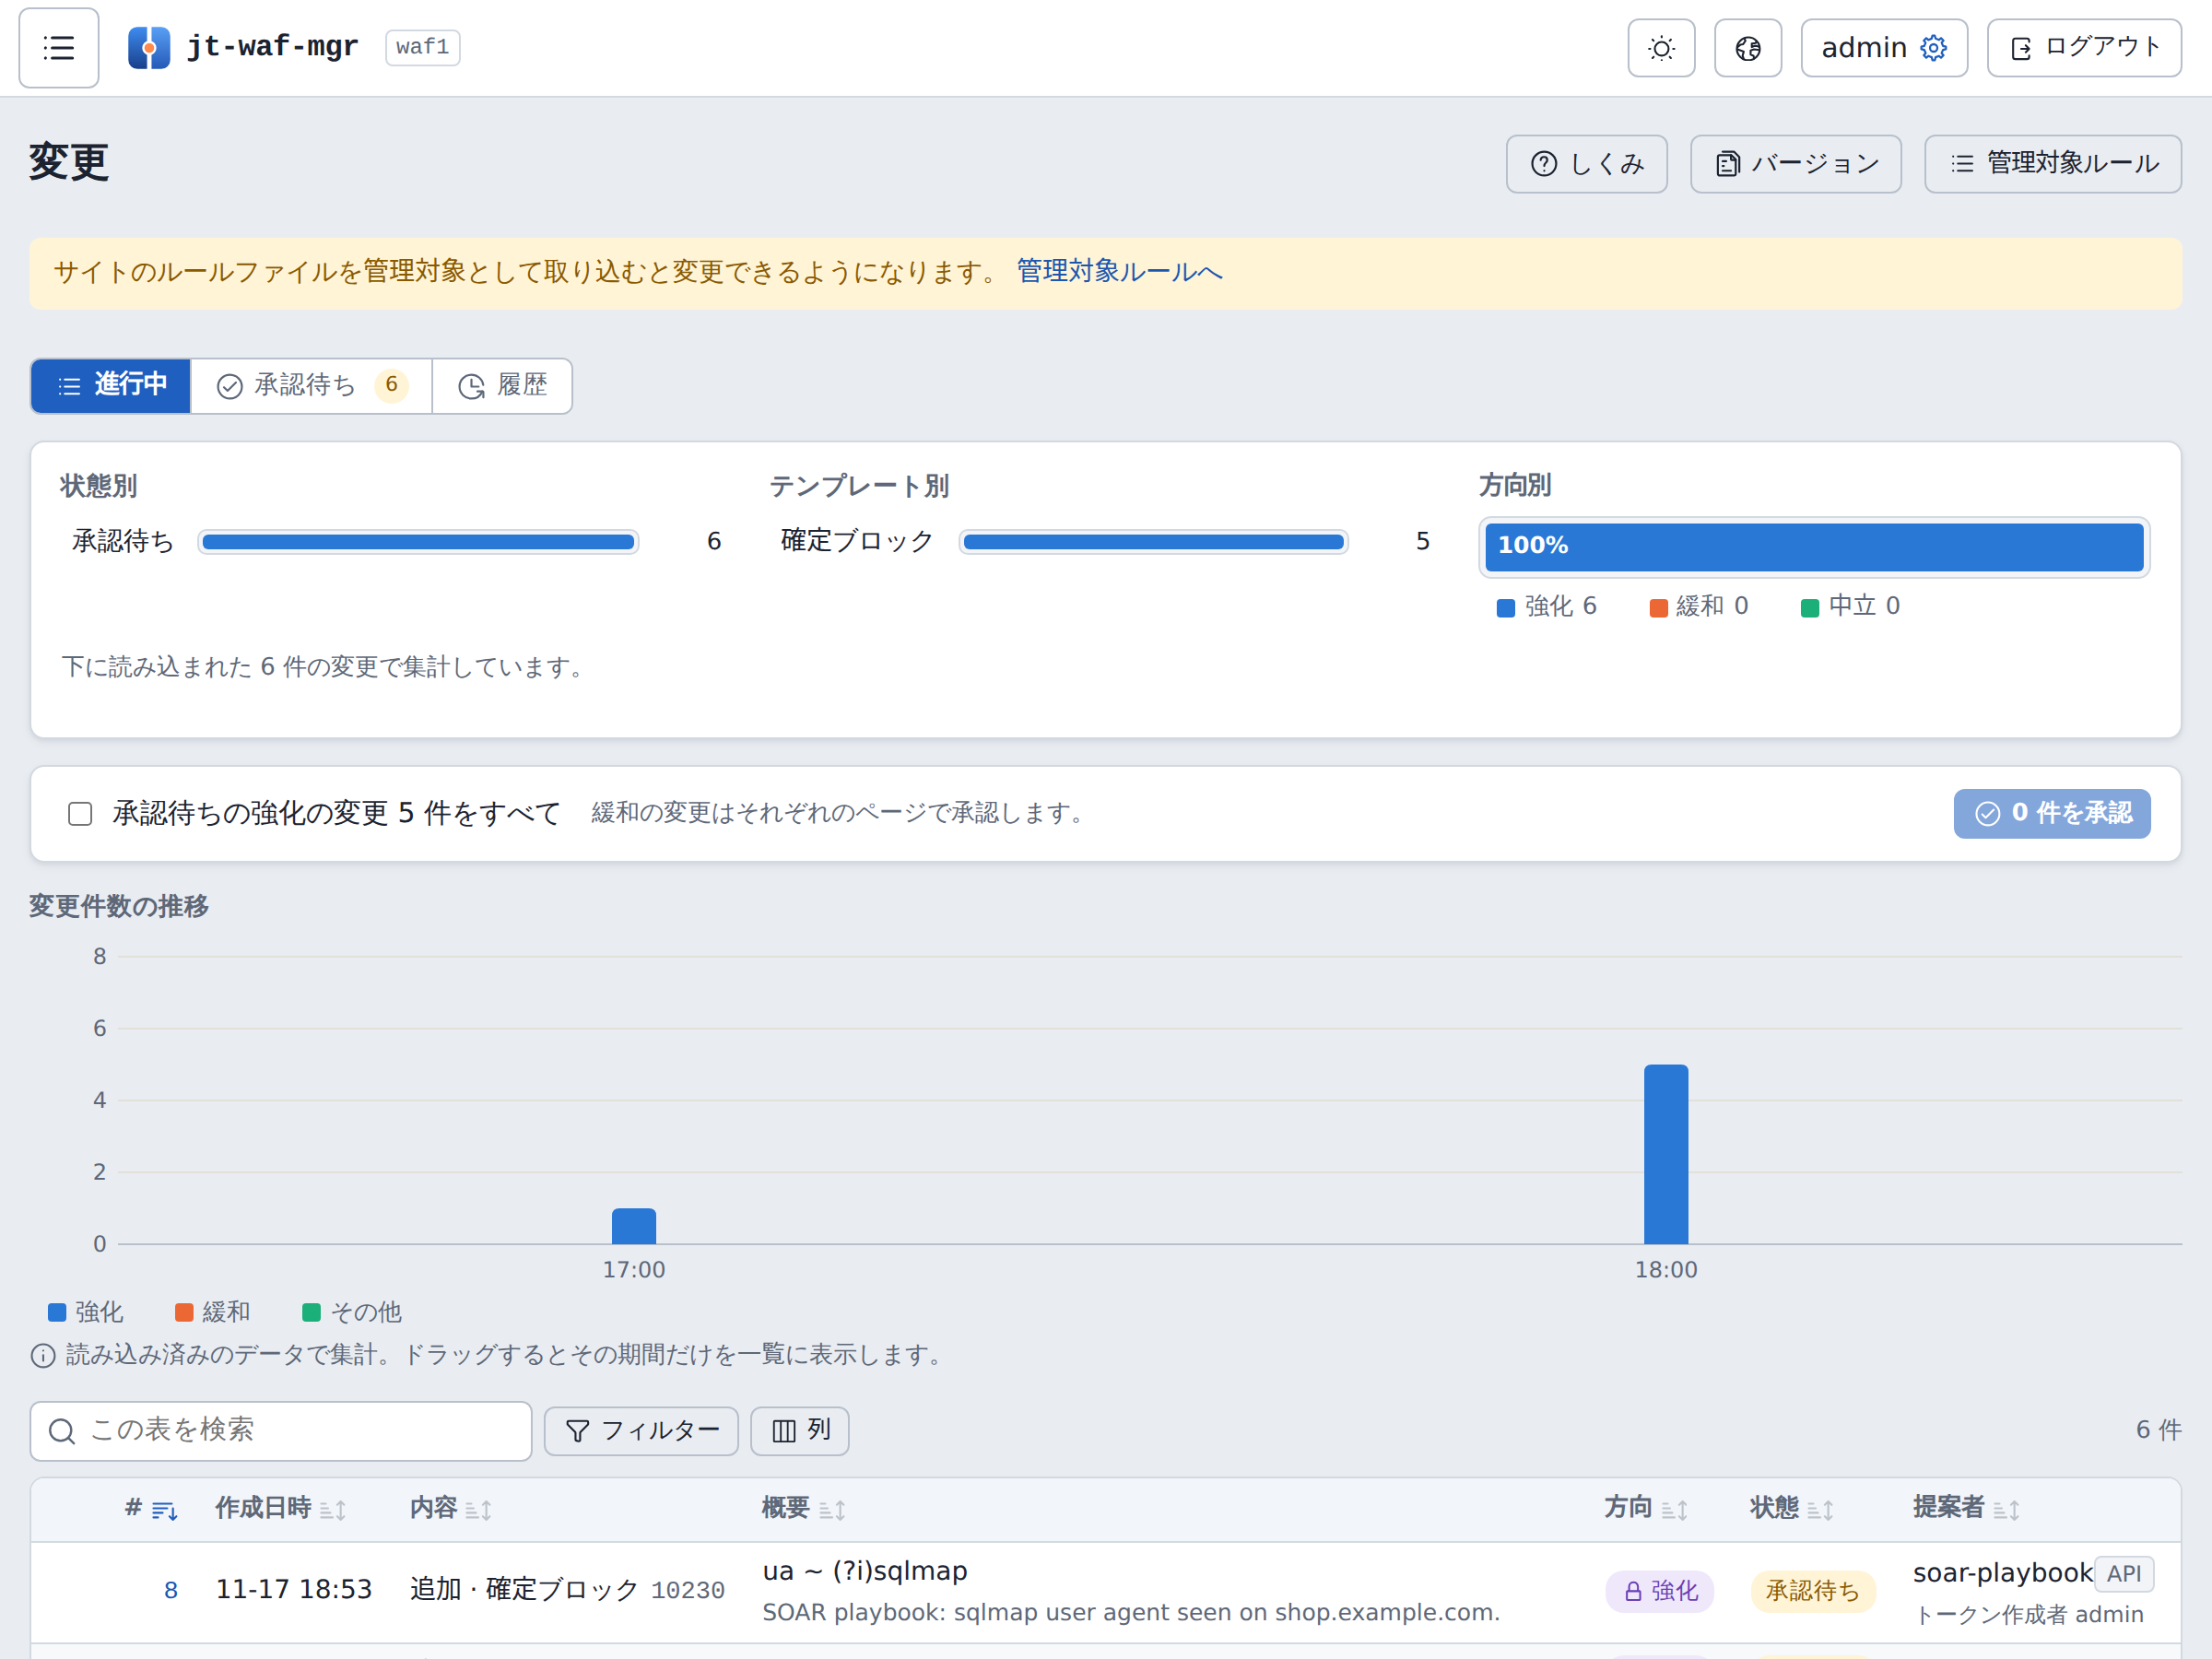 jt-waf-mgr waf1 admin ログアウト
変更 しくみ バージョン 管理対象ルール
サイトのルールファイルを管理対象として取り込むと変更できるようになります。 管理対象ルールへ
進行中 承認待ち 6 履歴
状態別 テンプレート別 方向別
承認待ち 6 確定ブロック 5 100%
強化 6 緩和 0 中立 0
下に読み込まれた 6 件の変更で集計しています。
承認待ちの強化の変更 5 件をすべて 緩和の変更はそれぞれのページで承認します。 0 件を承認
変更件数の推移
8
6
4
2
0
17:00 18:00
強化 緩和 その他
読み込み済みのデータで集計。ドラッグするとその期間だけを一覧に表示します。
この表を検索 フィルター 列 6 件
# 作成日時 内容 概要 方向 状態 提案者
8 11-17 18:53 追加 · 確定ブロック 10230 ua ~ (?i)sqlmap 強化 承認待ち soar-playbook API
SOAR playbook: sqlmap user agent seen on shop.example.com. トークン作成者 admin